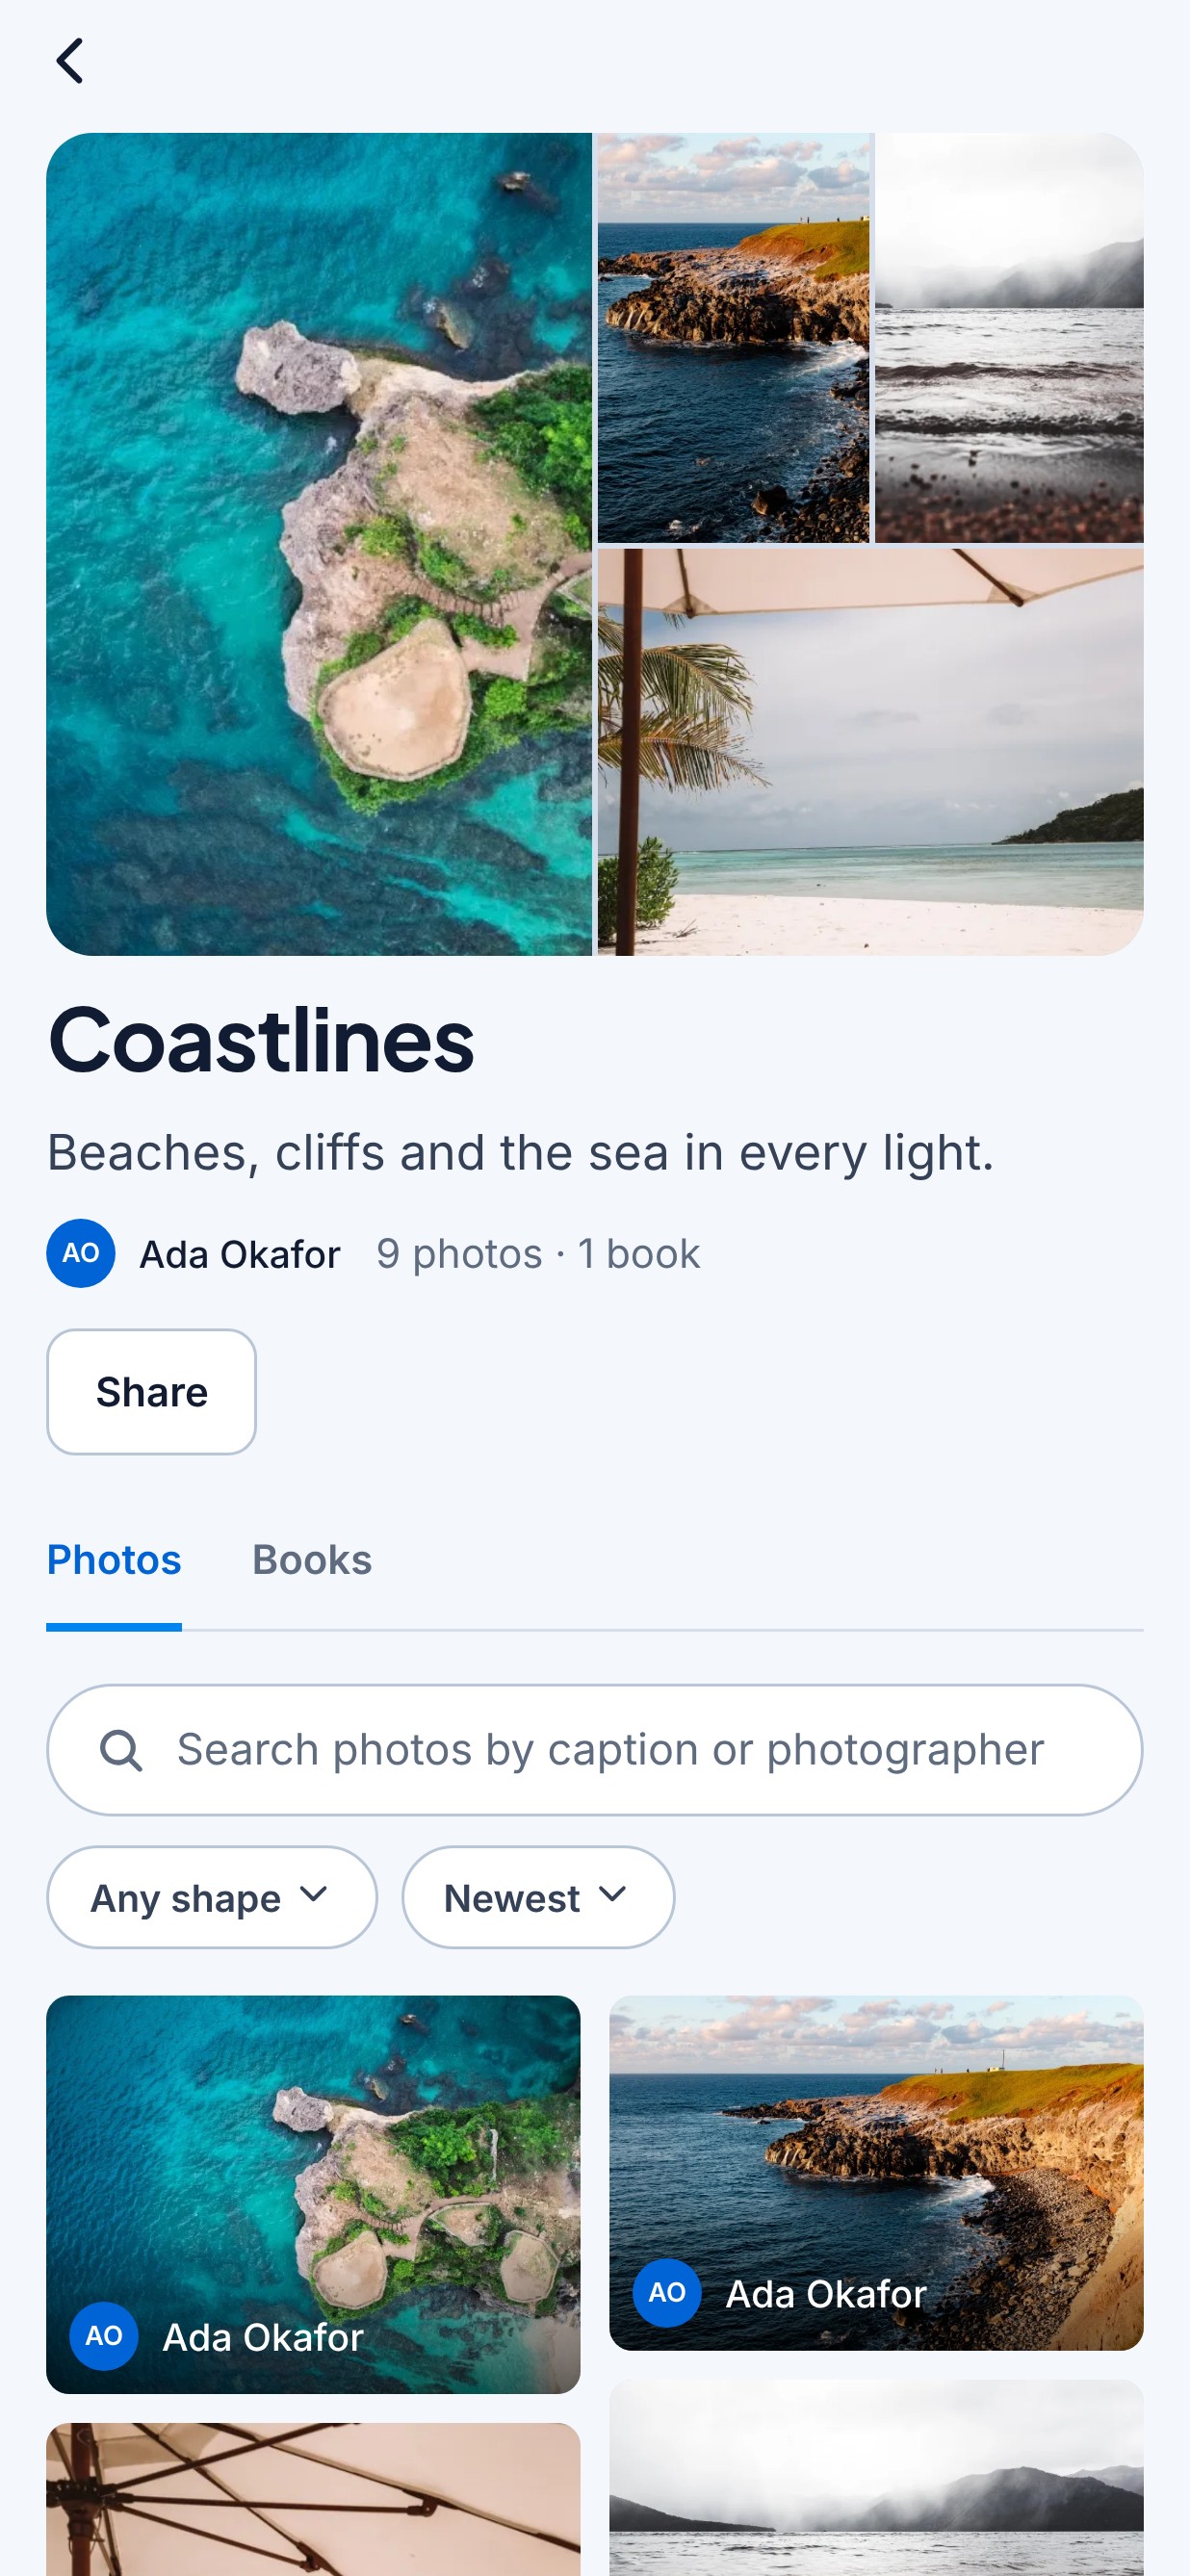 Coastlines
Beaches, cliffs and the sea in every light.
AO Ada Okafor 9 photos · 1 book
Share
Photos Books
Search photos by caption or photographer
Any shape Newest
AO Ada Okafor
AO Ada Okafor